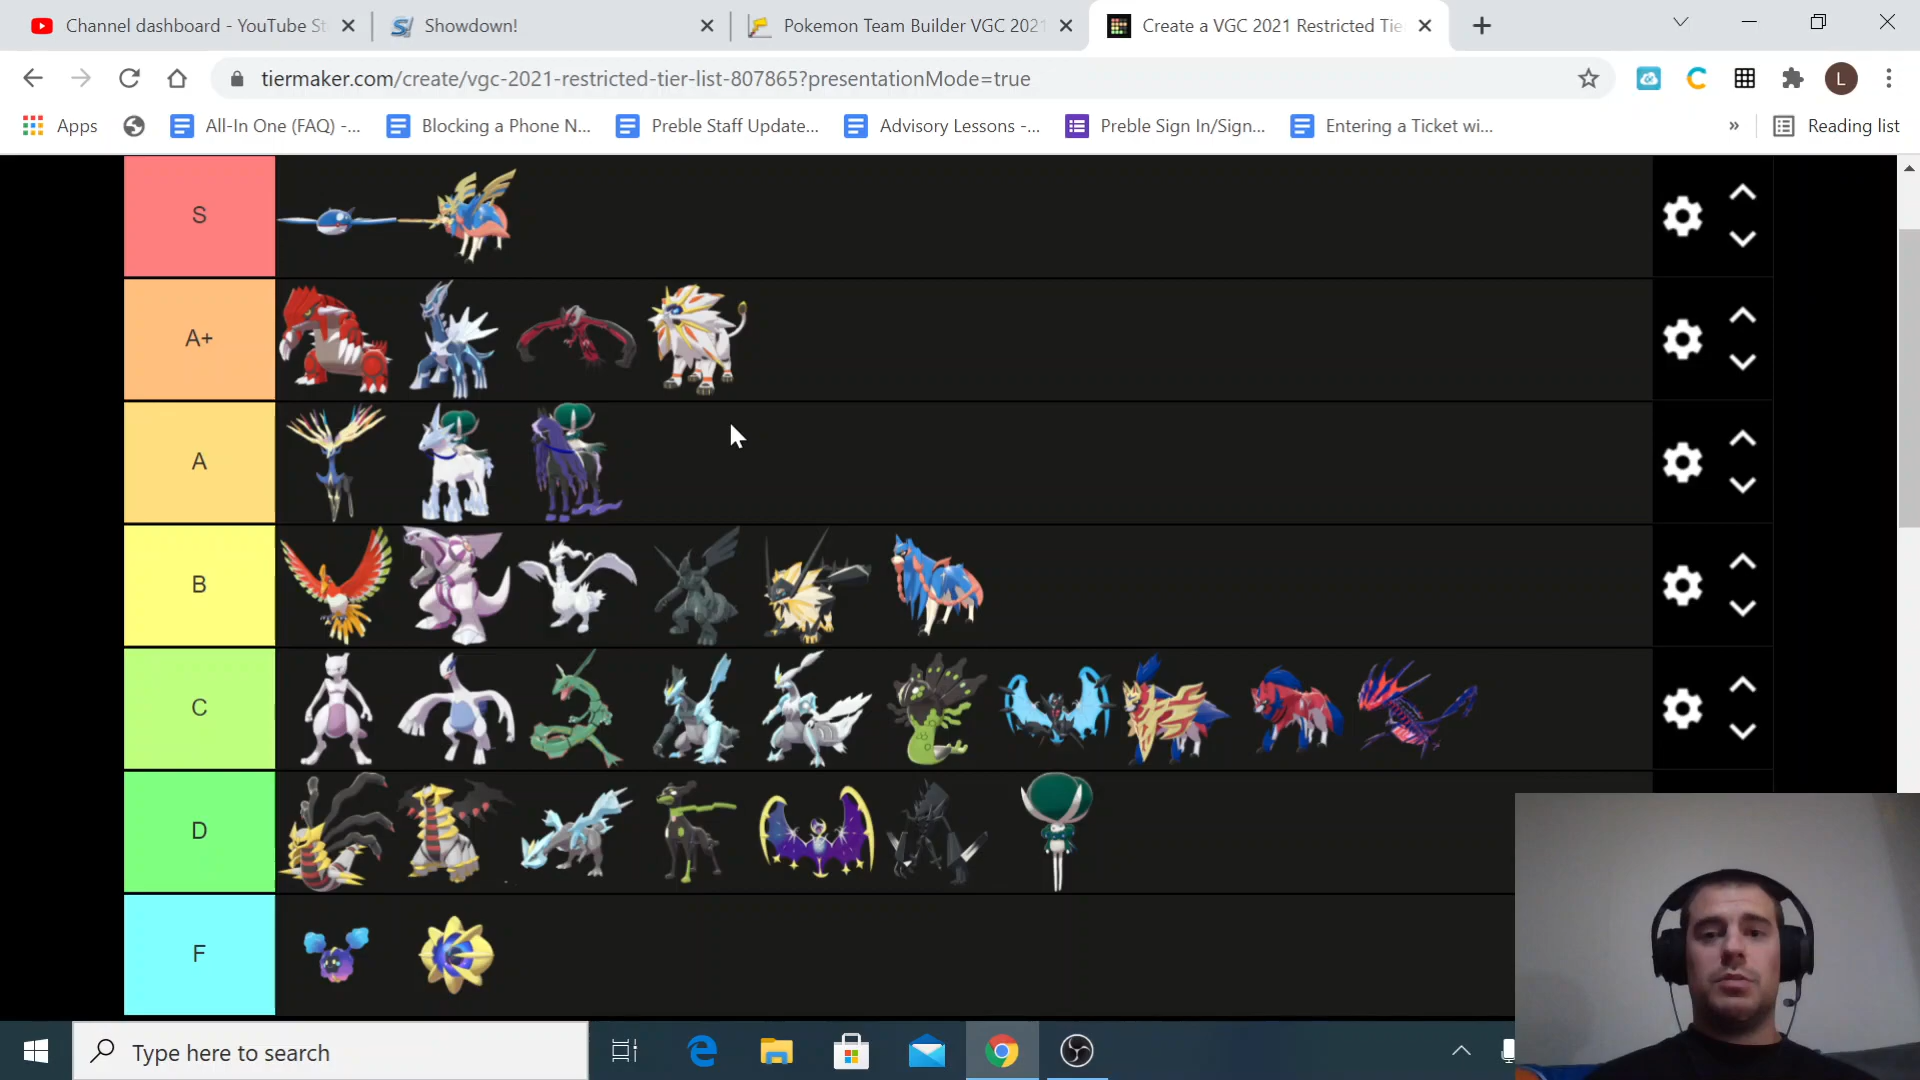 Channel dashboard - YouTube St
Showdown!
Pokemon Team Builder VGC 2021
Create a VGC 2021 Restricted Tie
tiermaker.com/create/vgc-2021-restricted-tier-list-807865?presentationMode=true
L
Apps
All-In One (FAQ) -...
Blocking a Phone N...
Preble Staff Update...
Advisory Lessons -...
Preble Sign In/Sign...
Entering a Ticket wi...
»
Reading list
S
A+
A
B
C
D
F
Type here to search